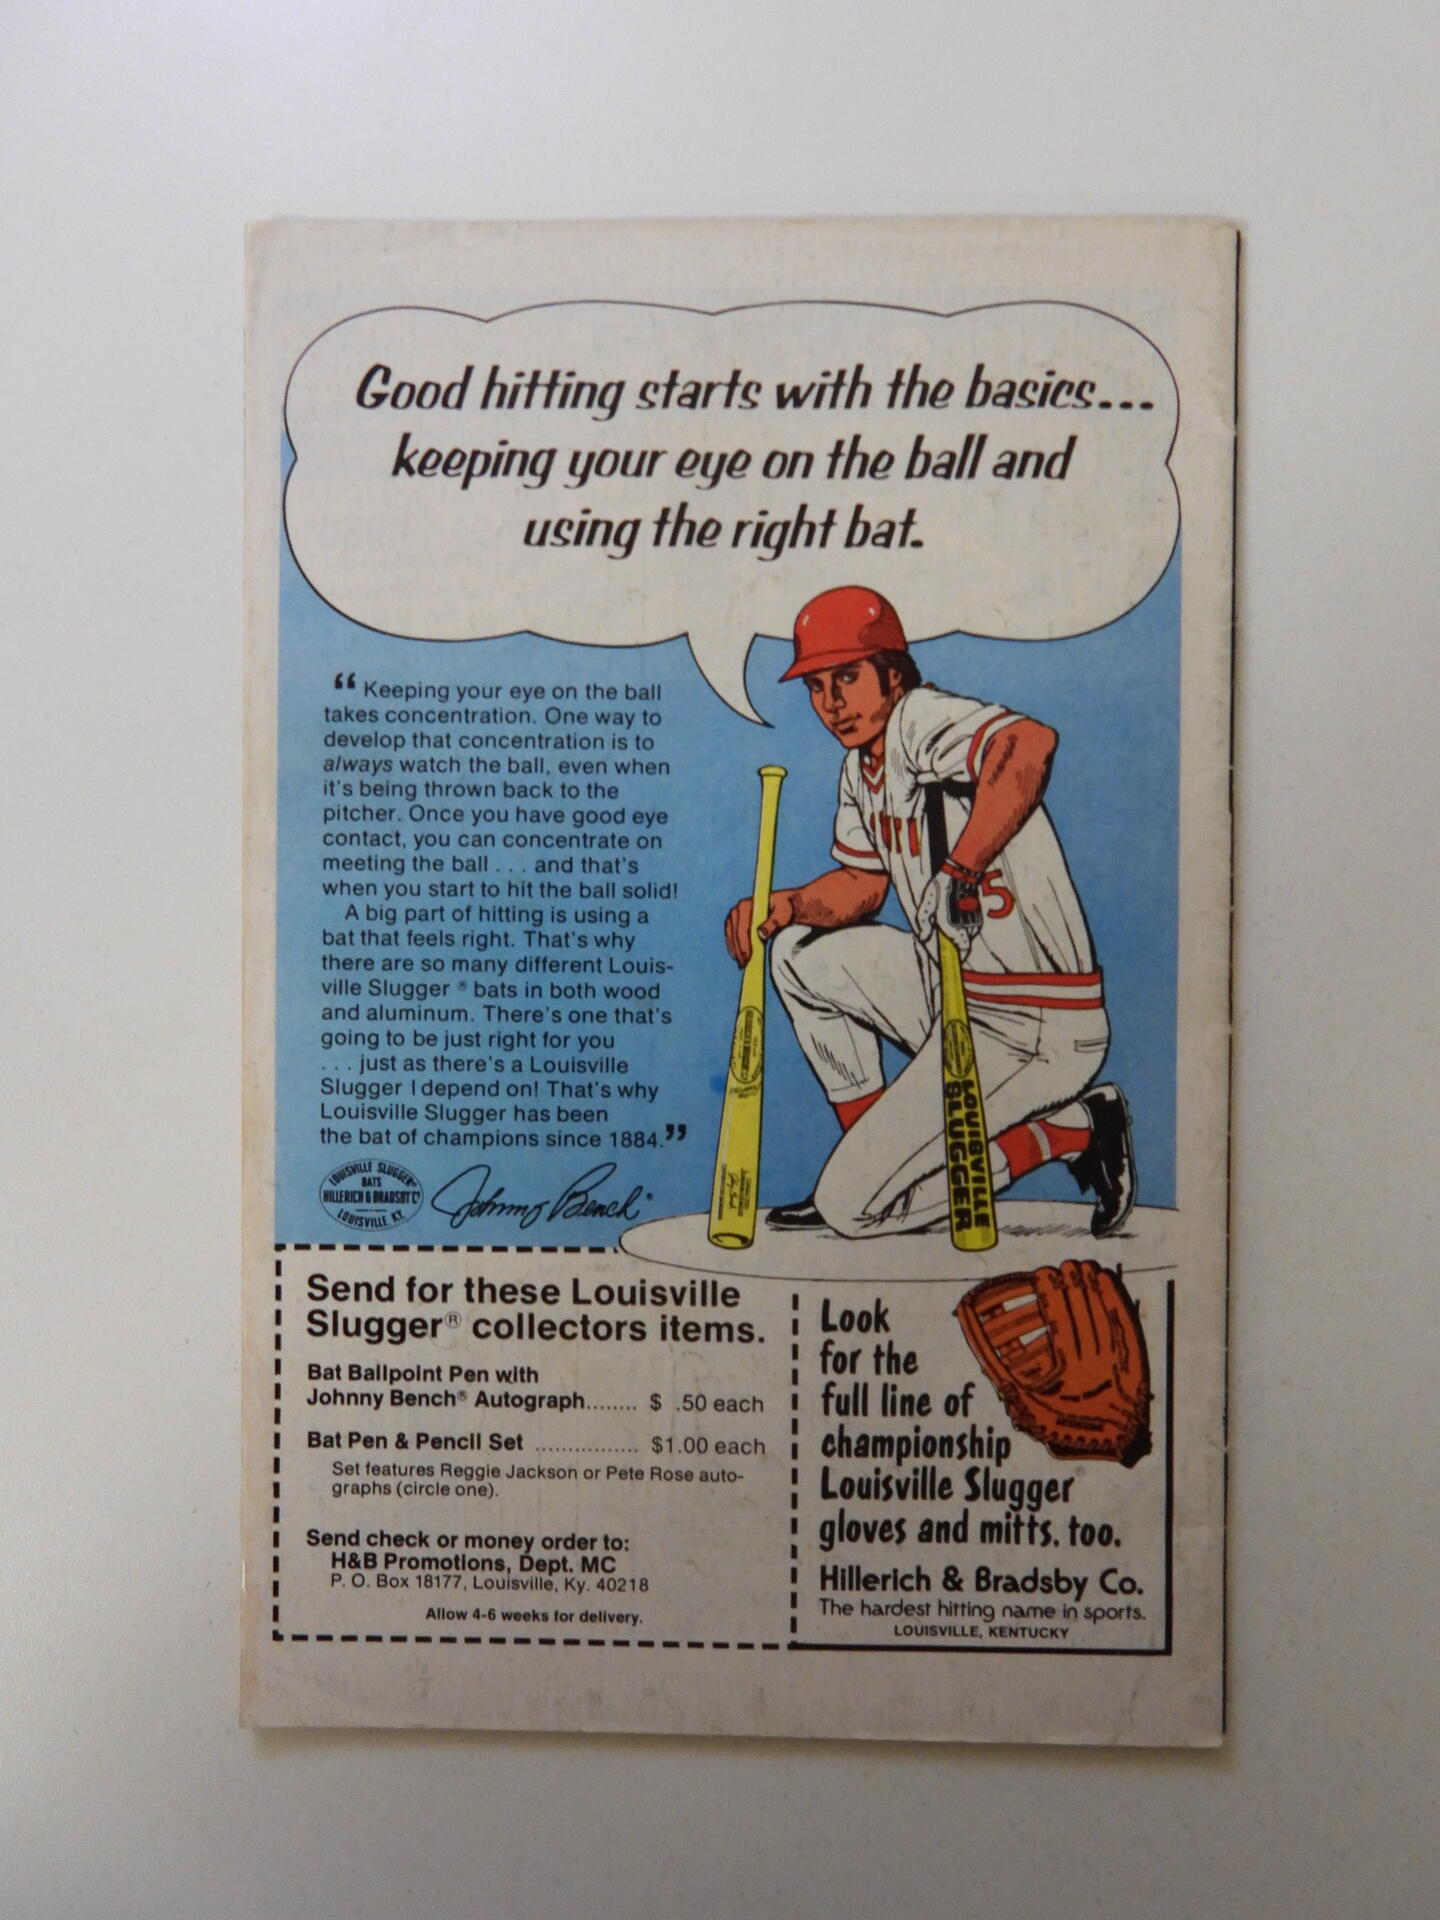 Good hitting starts with the basics...
keeping your eye on the ball and
using the right bat.
“ Keeping your eye on the ball
takes concentration. One way to
develop that concentration is to
always watch the ball, even when
it's being thrown back to the
pitcher. Once you have good eye
contact, you can concentrate on
meeting the ball . . . and that's
when you start to hit the ball solid!
A big part of hitting is using a
bat that feels right. That's why
there are so many different Louis-
ville Slugger ® bats in both wood
and aluminum. There's one that's
going to be just right for you
. . . just as there's a Louisville
Slugger I depend on! That's why
Louisville Slugger has been
the bat of champions since 1884.”
LOUISVILLE SLUGGER®
BATS
HILLERICH & BRADSBY Cº
LOUISVILLE, KY.
Johnny Bench
5
LOUISVILLE
SLUGGER
Send for these Louisville
Slugger® collectors items.
Bat Ballpoint Pen with
Johnny Bench® Autograph........ $ .50 each
Bat Pen & Pencil Set ................ $1.00 each
Set features Reggie Jackson or Pete Rose auto-
graphs (circle one).
Send check or money order to:
H&B Promotions, Dept. MC
P. O. Box 18177, Louisville, Ky. 40218
Allow 4-6 weeks for delivery.
Look
for the
full line of
championship
Louisville Slugger®
gloves and mitts, too.
Hillerich & Bradsby Co.
The hardest hitting name in sports.
LOUISVILLE, KENTUCKY